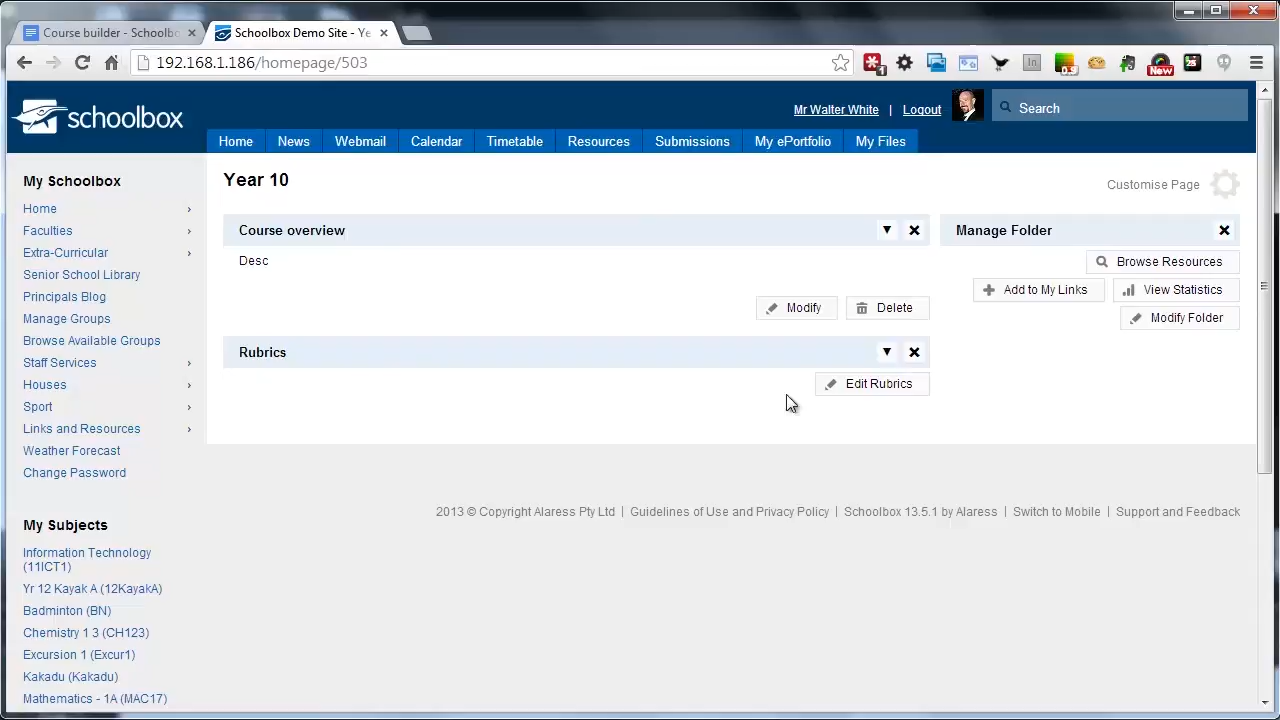 Course builder - Schoolbo
Schoolbox Demo Site - Ye
192.168.1.186/homepage/503
1
In
0.9
New
schoolbox
Mr Walter White | Logout
Search
Home
News
Webmail
Calendar
Timetable
Resources
Submissions
My ePortfolio
My Files
My Schoolbox
Home
Faculties
Extra-Curricular
Senior School Library
Principals Blog
Manage Groups
Browse Available Groups
Staff Services
Houses
Sport
Links and Resources
Weather Forecast
Change Password
My Subjects
Information Technology
(11ICT1)
Yr 12 Kayak A (12KayakA)
Badminton (BN)
Chemistry 1 3 (CH123)
Excursion 1 (Excur1)
Kakadu (Kakadu)
Mathematics - 1A (MAC17)
Year 10
Customise Page
Course overview
Desc
Modify
Delete
Rubrics
Edit Rubrics
Manage Folder
Browse Resources
Add to My Links
View Statistics
Modify Folder
2013 © Copyright Alaress Pty Ltd | Guidelines of Use and Privacy Policy | Schoolbox 13.5.1 by Alaress | Switch to Mobile | Support and Feedback